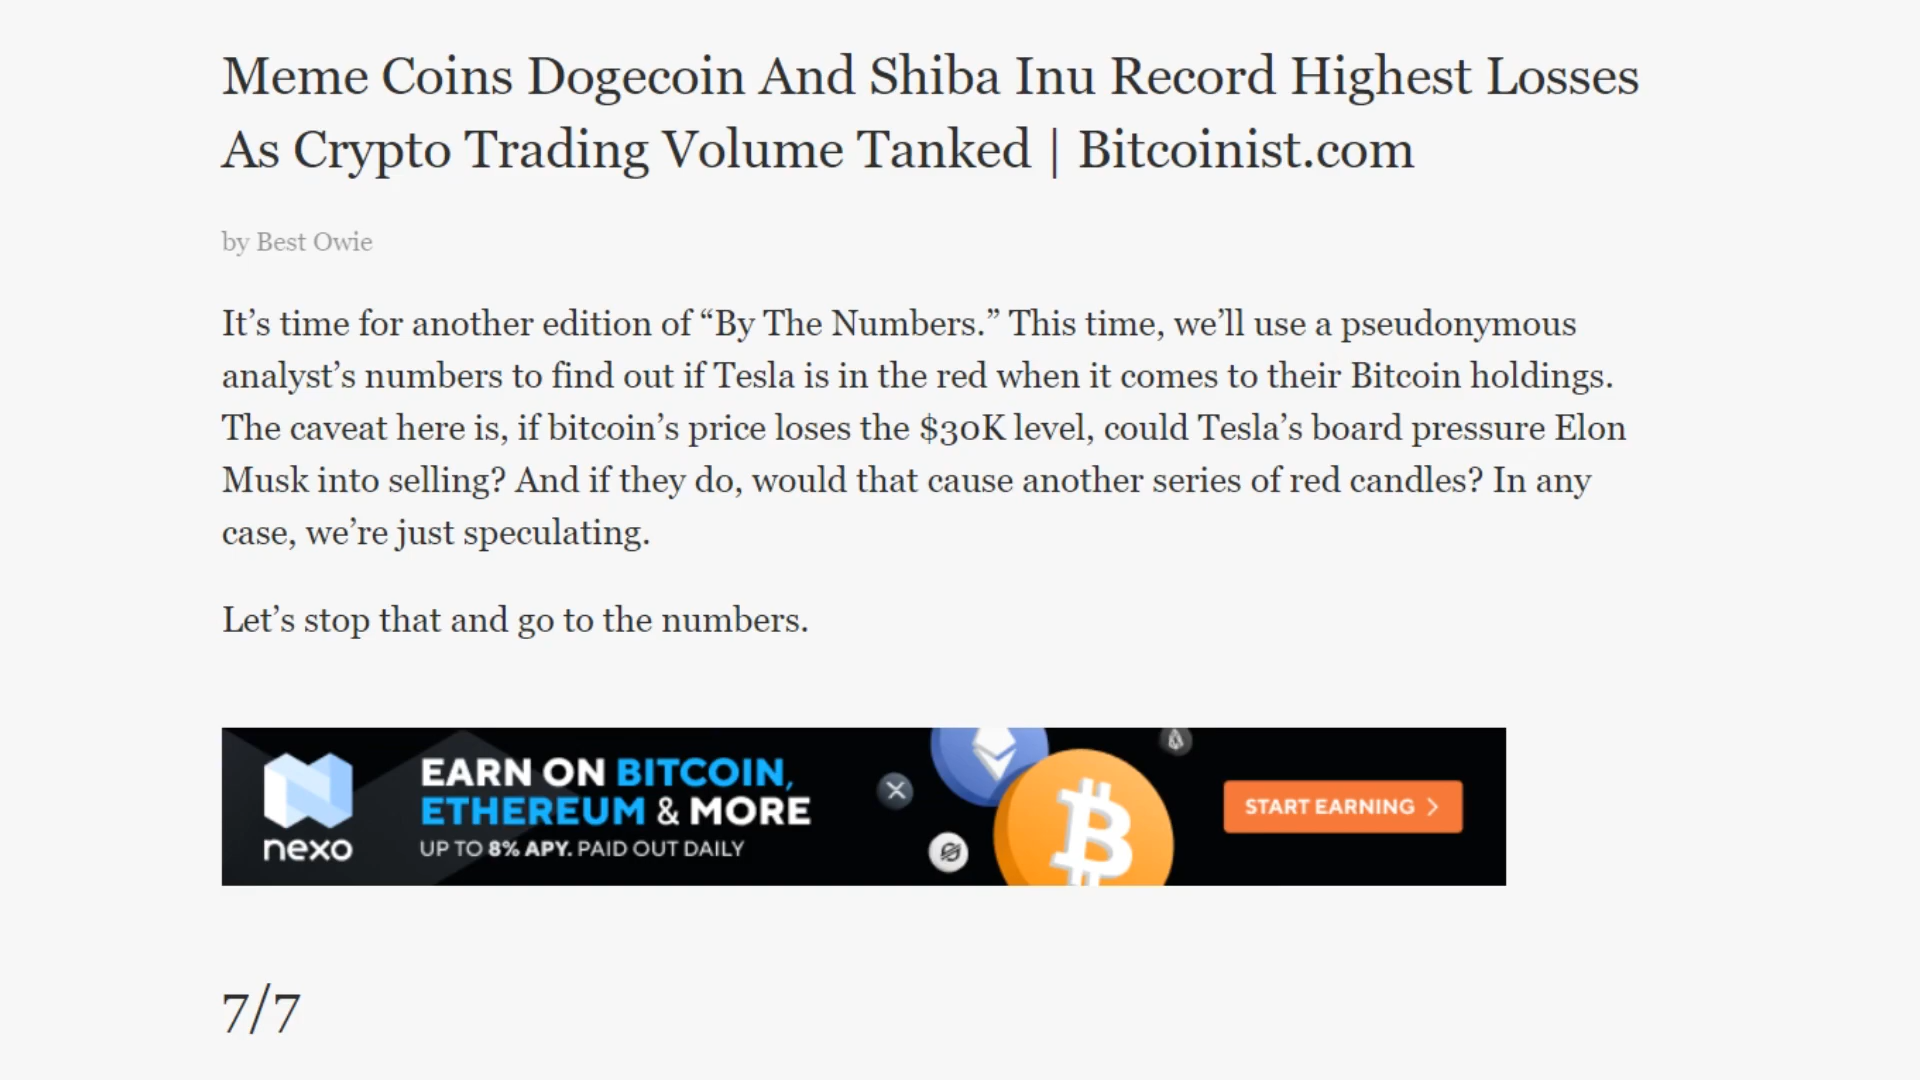 Meme Coins Dogecoin And Shiba Inu Record Highest Losses
As Crypto Trading Volume Tanked | Bitcoinist.com
by Best Owie
It’s time for another edition of “By The Numbers.” This time, we’ll use a pseudonymous
analyst’s numbers to find out if Tesla is in the red when it comes to their Bitcoin holdings.
The caveat here is, if bitcoin’s price loses the $30K level, could Tesla’s board pressure Elon
Musk into selling? And if they do, would that cause another series of red candles? In any
case, we’re just speculating.
Let’s stop that and go to the numbers.
nexo
EARN ON BITCOIN,
ETHEREUM & MORE
UP TO 8% APY. PAID OUT DAILY
START EARNING >
7/7